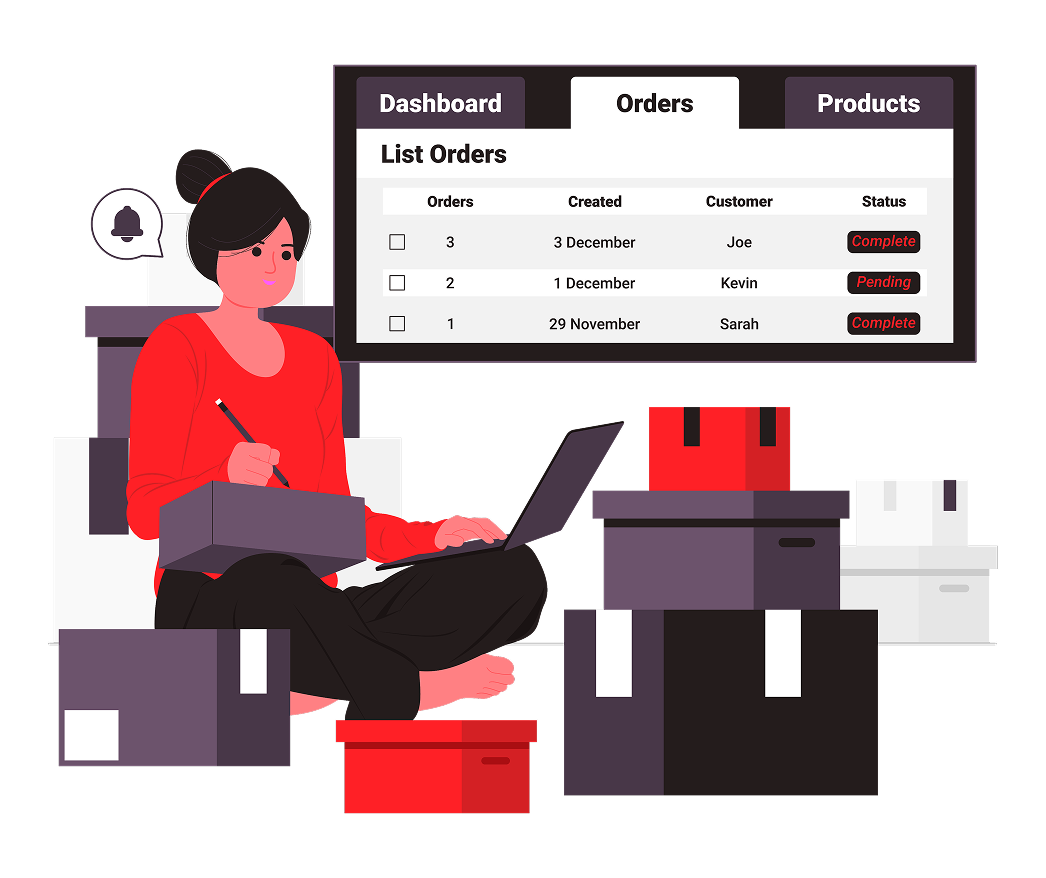 Dashboard Orders Products
List Orders
Orders Created Customer Status
3 3 December Joe Complete
2 1 December Kevin Pending
1 29 November Sarah Complete